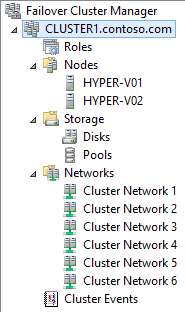 Failover Cluster Manager
CLUSTER1.contoso.com
Roles
Nodes
HYPER-V01
HYPER-V02
Storage
Disks
Pools
Networks
Cluster Network 1
Cluster Network 2
Cluster Network 3
Cluster Network 4
Cluster Network 5
Cluster Network 6
Cluster Events